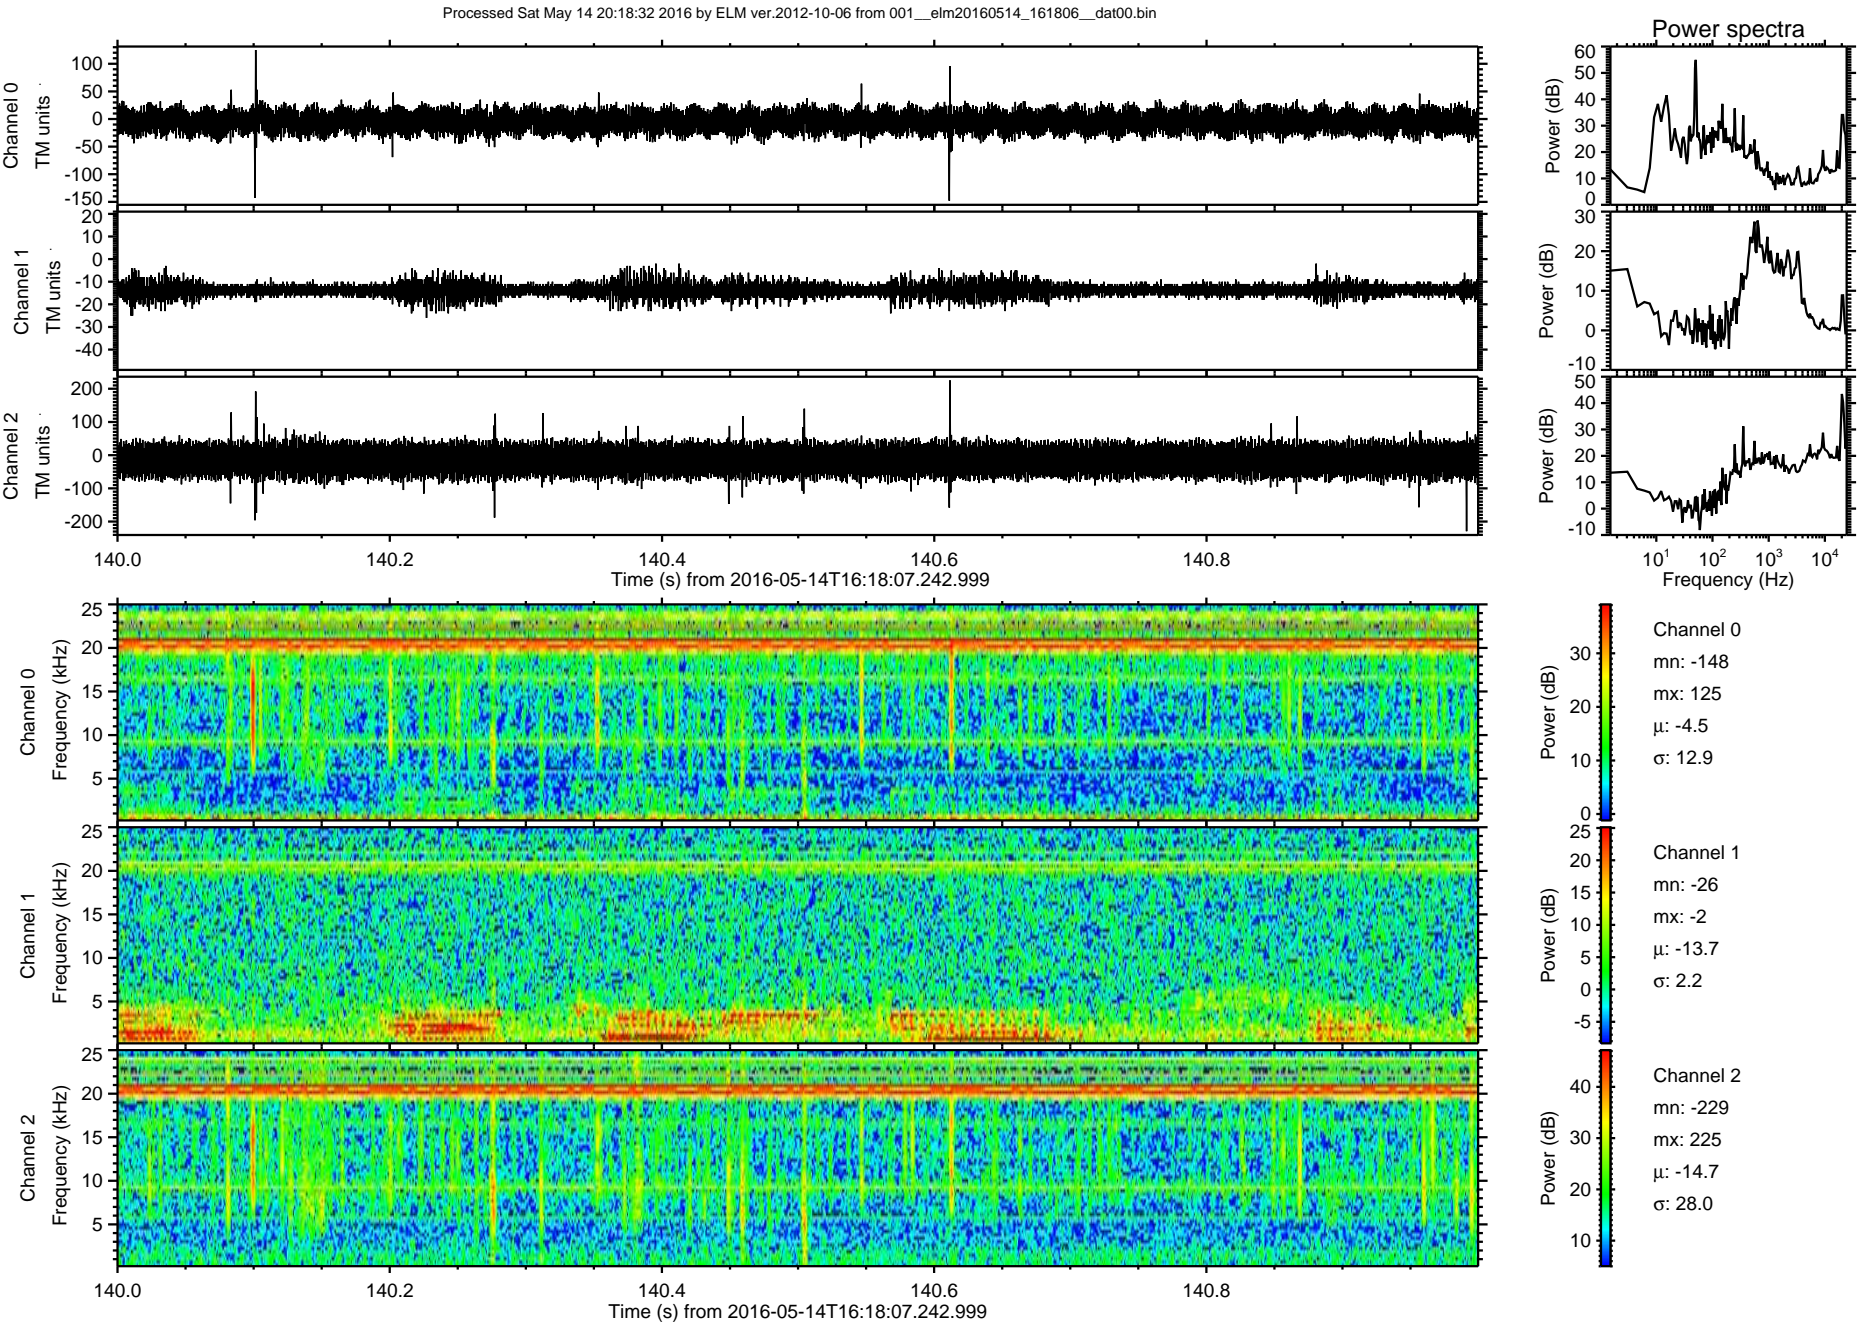 Processed Sat May 14 20:18:32 2016 by ELM ver.2012-10-06 from 001__elm20160514_161806__dat00.bin
Power spectra
Channel 0
TM units
100
50
0
-50
-100
-150
Power (dB)
60
50
40
30
20
10
0
Channel 1
TM units
20
10
0
-10
-20
-30
-40
Power (dB)
30
20
10
0
-10
Channel 2
TM units
200
100
0
-100
-200
Power (dB)
50
40
30
20
10
0
-10
140.0 140.2 140.4 140.6 140.8
Time (s) from 2016-05-14T16:18:07.242.999
10^1 10^2 10^3 10^4
Frequency (Hz)
Channel 0
Frequency (kHz)
25
20
15
10
5
Power (dB)
30
20
10
0
Channel 0
mn: -148
mx: 125
μ: -4.5
σ: 12.9
Channel 1
Frequency (kHz)
25
20
15
10
5
Power (dB)
25
20
15
10
5
0
-5
Channel 1
mn: -26
mx: -2
μ: -13.7
σ: 2.2
Channel 2
Frequency (kHz)
25
20
15
10
5
Power (dB)
40
30
20
10
Channel 2
mn: -229
mx: 225
μ: -14.7
σ: 28.0
140.0 140.2 140.4 140.6 140.8
Time (s) from 2016-05-14T16:18:07.242.999